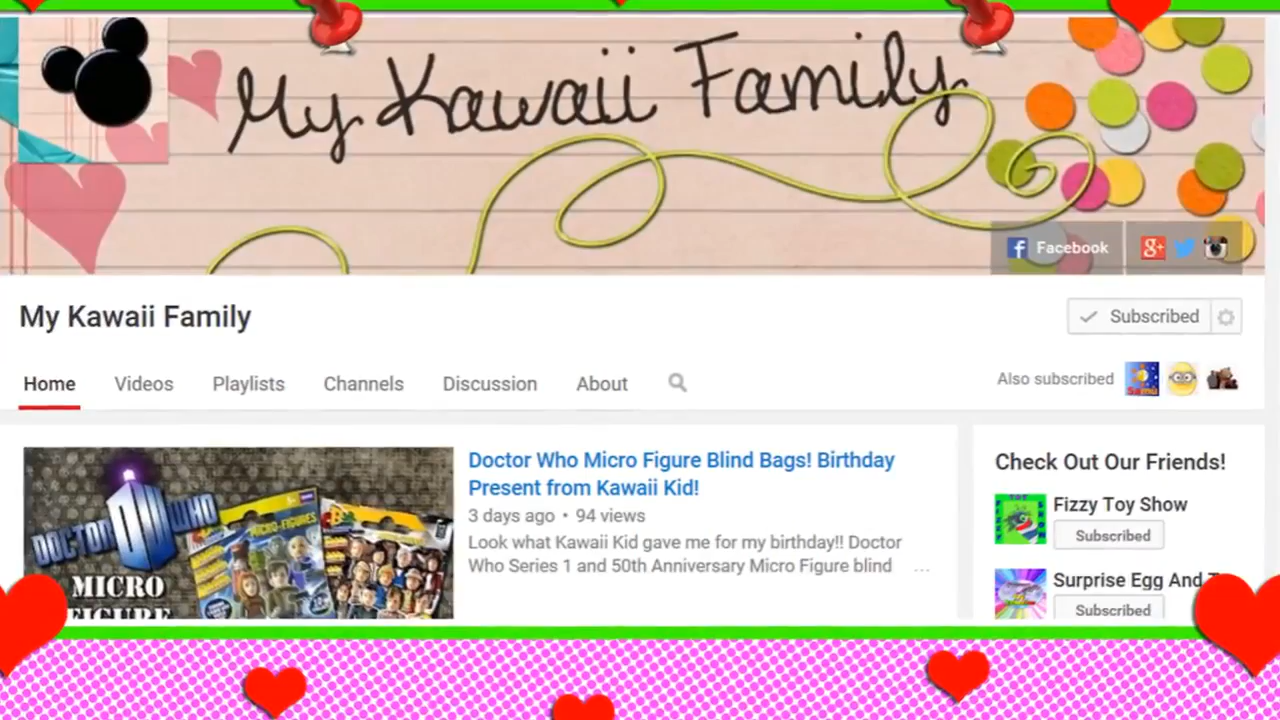 My Kawaii Family
Facebook
g+
My Kawaii Family
Subscribed
Home Videos Playlists Channels Discussion About
Also subscribed
Doctor Who Micro Figure Blind Bags! Birthday
Present from Kawaii Kid!
3 days ago • 94 views
Look what Kawaii Kid gave me for my birthday!! Doctor
Who Series 1 and 50th Anniversary Micro Figure blind ...
DOCTOR WHO
MICRO
FIGURE
MICRO-FIGURES
Check Out Our Friends!
Fizzy Toy Show
Subscribed
Surprise Egg And
Subscribed